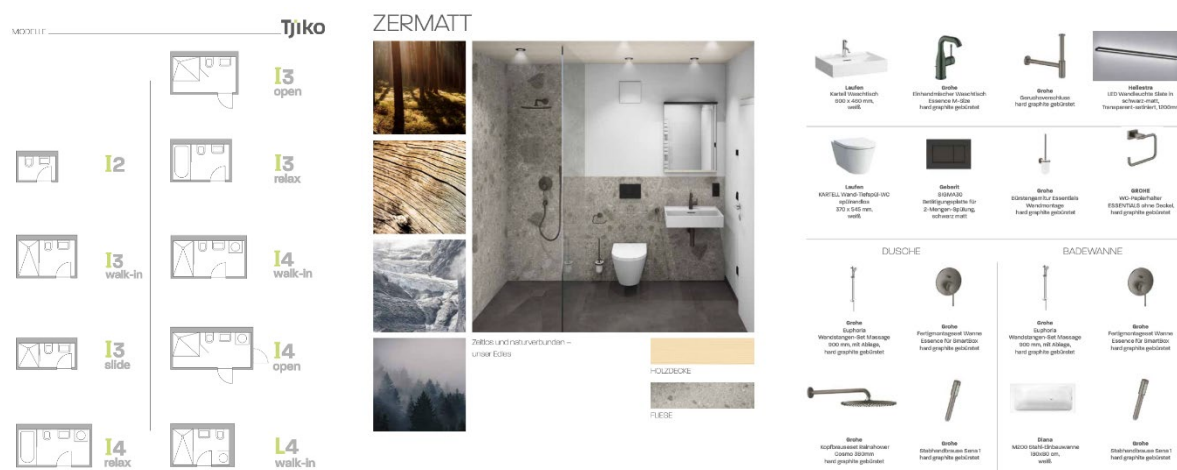 MODELLE
Tjiko
I3
open
I2
I3
relax
I3
walk-in
I4
walk-in
I3
slide
I4
open
I4
relax
L4
walk-in
ZERMATT
Zeitlos und naturverbunden –
unser Edles
HOLZDECKE
FLIESE
Laufen
Kartell Waschtisch
600 x 460 mm,
weiß
Grohe
Einhandmischer Waschtisch
Essence M-Size
hard graphite gebürstet
Grohe
Geruchsverschluss
hard graphite gebürstet
Hellestra
LED Wandleuchte Slate in
schwarz-matt,
Transparent-satiniert, 1200mm
Laufen
KARTELL Wand-Tiefspül-WC
spülrandlos
370 x 545 mm,
weiß
Geberit
SIGMA30
Betätigungsplatte für
2-Mengen-Spülung,
schwarz matt
Grohe
Wandmontage
hard graphite gebürstet
GROHE
WC-Papierhalter
ESSENTIALS ohne Deckel,
hard graphite gebürstet
DUSCHE
BADEWANNE
Grohe
Euphoria
Wandstangen-Set Massage
900 mm, mit Ablage,
hard graphite gebürstet
Grohe
Fertigmontageset Wanne
Essence für SmartBox
hard graphite gebürstet
Grohe
Euphoria
Wandstangen-Set Massage
900 mm, mit Ablage,
hard graphite gebürstet
Grohe
Fertigmontageset Wanne
Essence für SmartBox
hard graphite gebürstet
Grohe
Kopfbrauseset Rainshower
Cosmo 310mm
hard graphite gebürstet
Grohe
Stabhandbrause Sena 1
hard graphite gebürstet
Diana
M200 Stahl-Einbauwanne
weiß
Grohe
Stabhandbrause Sena 1
hard graphite gebürstet